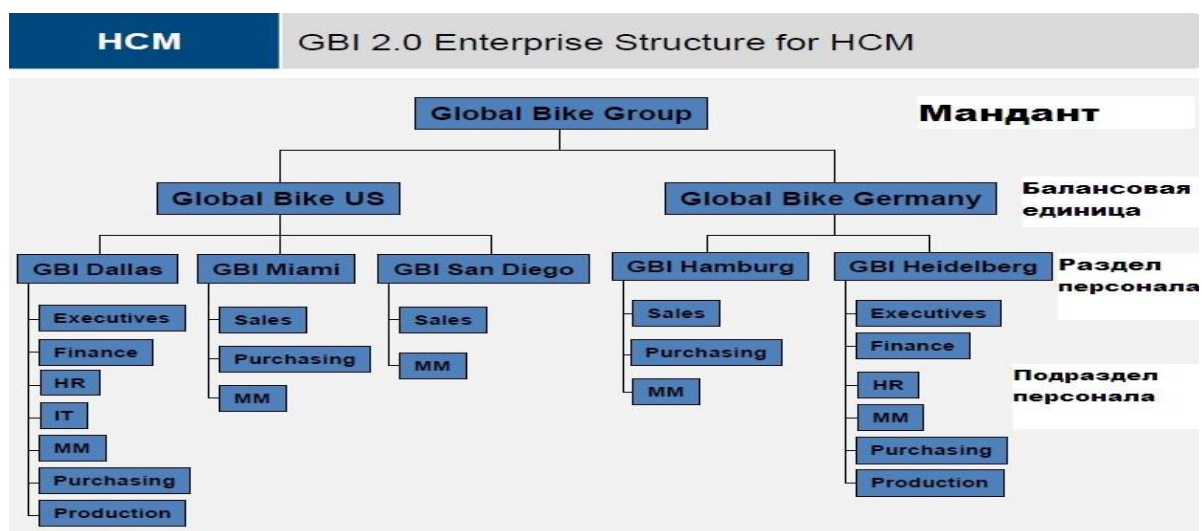 HCM
GBI 2.0 Enterprise Structure for HCM
Global Bike Group
Мандант
Global Bike US
Global Bike Germany
Балансовая
единица
GBI Dallas
GBI Miami
GBI San Diego
GBI Hamburg
GBI Heidelberg
Раздел
персонала
Executives
Finance
HR
IT
MM
Purchasing
Production
Sales
Purchasing
MM
Sales
MM
Sales
Purchasing
MM
Executives
Finance
HR
MM
Purchasing
Production
Подраздел
персонала